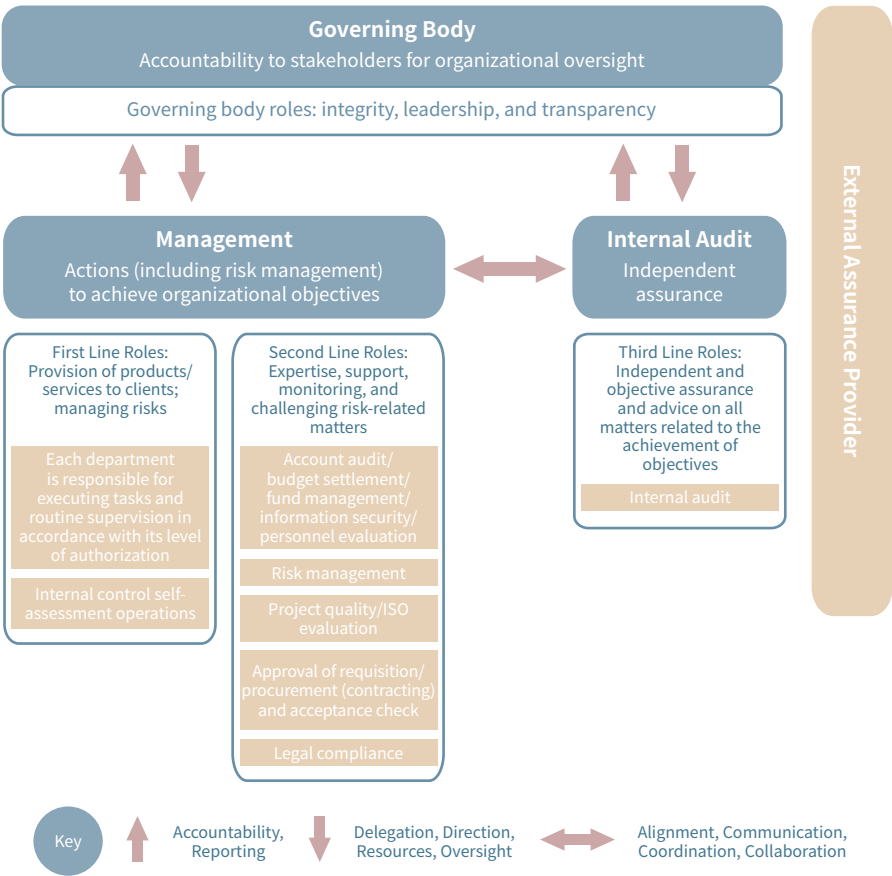 Governing Body
Accountability to stakeholders for organizational oversight
Governing body roles: integrity, leadership, and transparency
Management
Actions (including risk management)
to achieve organizational objectives
Internal Audit
Independent
assurance
First Line Roles:
Provision of products/
services to clients;
managing risks
Each department
is responsible for
executing tasks and
routine supervision in
accordance with its level
of authorization
Internal control self-
assessment operations
Second Line Roles:
Expertise, support,
monitoring, and
challenging risk-related
matters
Account audit/
budget settlement/
fund management/
information security/
personnel evaluation
Risk management
Project quality/ISO
evaluation
Approval of requisition/
procurement (contracting)
and acceptance check
Legal compliance
Third Line Roles:
Independent and
objective assurance
and advice on all
matters related to the
achievement of
objectives
Internal audit
External Assurance Provider
Key
Accountability,
Reporting
Delegation, Direction,
Resources, Oversight
Alignment, Communication,
Coordination, Collaboration